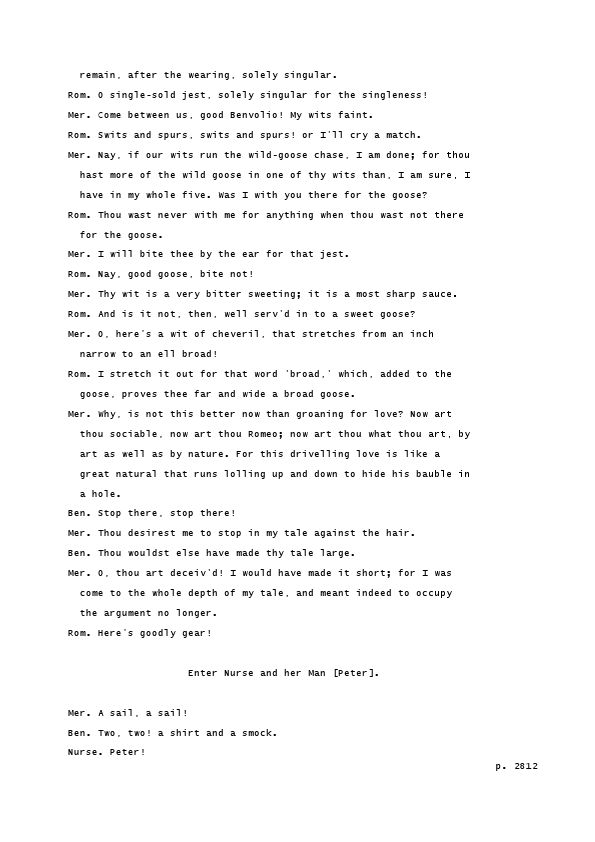 remain, after the wearing, solely singular.
Rom. O single-sold jest, solely singular for the singleness!
Mer. Come between us, good Benvolio! My wits faint.
Rom. Swits and spurs, swits and spurs! or I'll cry a match.
Mer. Nay, if our wits run the wild-goose chase, I am done; for thou
hast more of the wild goose in one of thy wits than, I am sure, I
have in my whole five. Was I with you there for the goose?
Rom. Thou wast never with me for anything when thou wast not there
for the goose.
Mer. I will bite thee by the ear for that jest.
Rom. Nay, good goose, bite not!
Mer. Thy wit is a very bitter sweeting; it is a most sharp sauce.
Rom. And is it not, then, well serv'd in to a sweet goose?
Mer. O, here's a wit of cheveril, that stretches from an inch
narrow to an ell broad!
Rom. I stretch it out for that word 'broad,' which, added to the
goose, proves thee far and wide a broad goose.
Mer. Why, is not this better now than groaning for love? Now art
thou sociable, now art thou Romeo; now art thou what thou art, by
art as well as by nature. For this drivelling love is like a
great natural that runs lolling up and down to hide his bauble in
a hole.
Ben. Stop there, stop there!
Mer. Thou desirest me to stop in my tale against the hair.
Ben. Thou wouldst else have made thy tale large.
Mer. O, thou art deceiv'd! I would have made it short; for I was
come to the whole depth of my tale, and meant indeed to occupy
the argument no longer.
Rom. Here's goodly gear!
Enter Nurse and her Man [Peter].
Mer. A sail, a sail!
Ben. Two, two! a shirt and a smock.
Nurse. Peter!
p. 2812